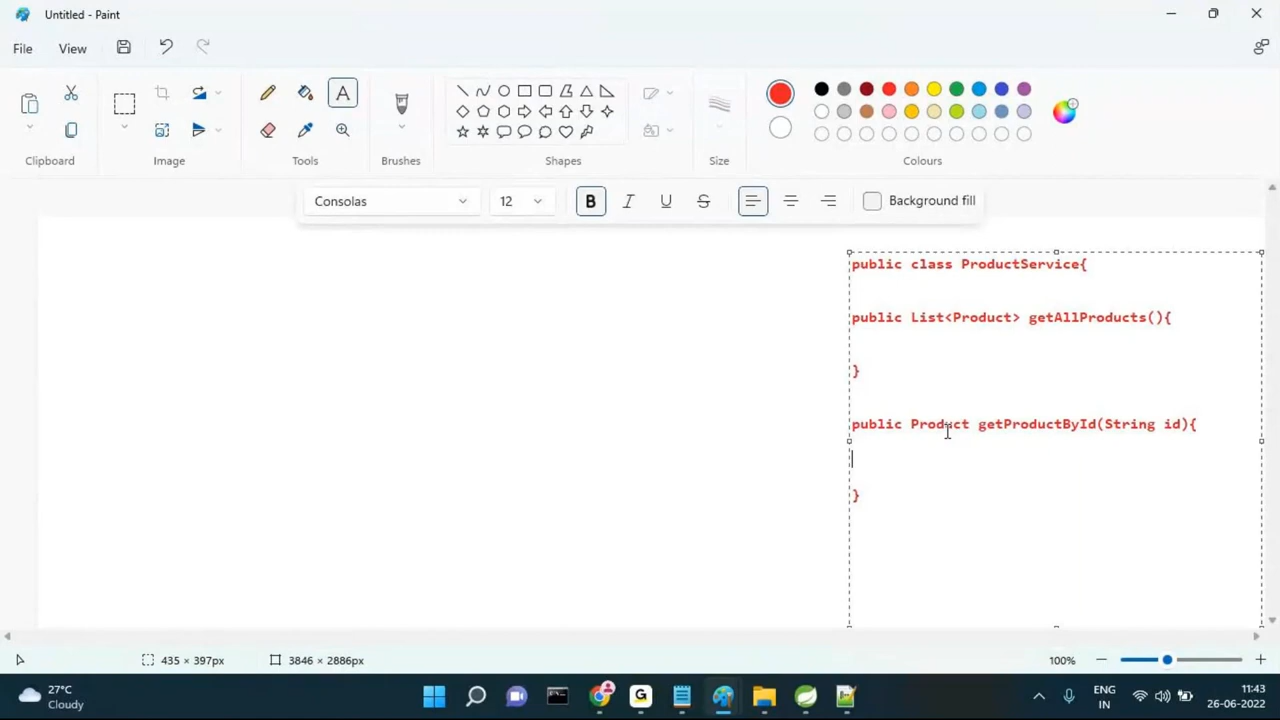 Untitled - Paint
File
View
Clipboard
Image
Tools
Brushes
Shapes
Size
Colours
Consolas
12
B
I
U
S
Background fill
public class ProductService{
public List<Product> getAllProducts(){
}
public Product getProductById(String id){
}
435 × 397px
3846 × 2886px
100%
27°C
Cloudy
ENG
IN
11:43
26-06-2022